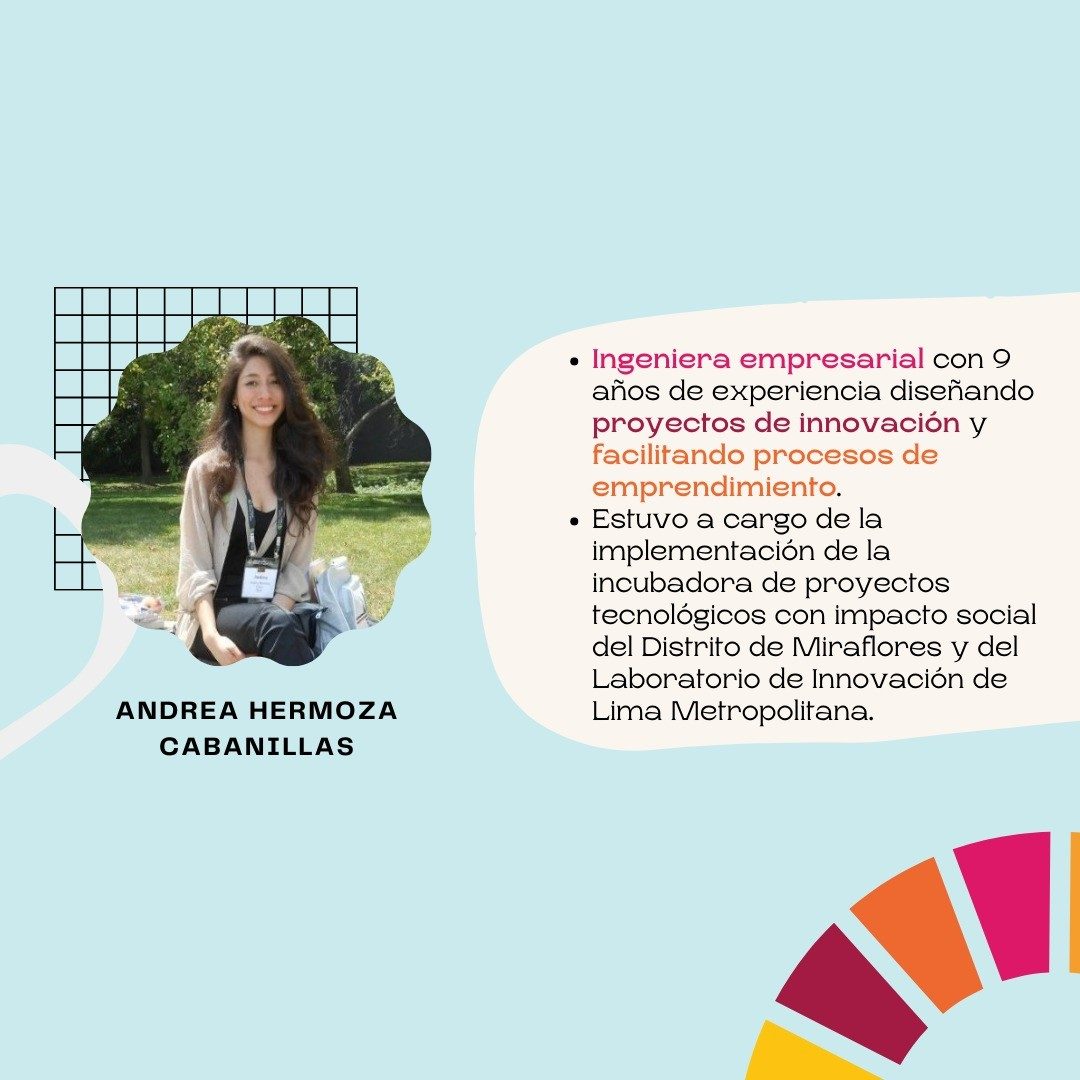 ANDREA HERMOZA
CABANILLAS
• Ingeniera empresarial con 9
años de experiencia diseñando
proyectos de innovación y
facilitando procesos de
emprendimiento.
• Estuvo a cargo de la
implementación de la
incubadora de proyectos
tecnológicos con impacto social
del Distrito de Miraflores y del
Laboratorio de Innovación de
Lima Metropolitana.